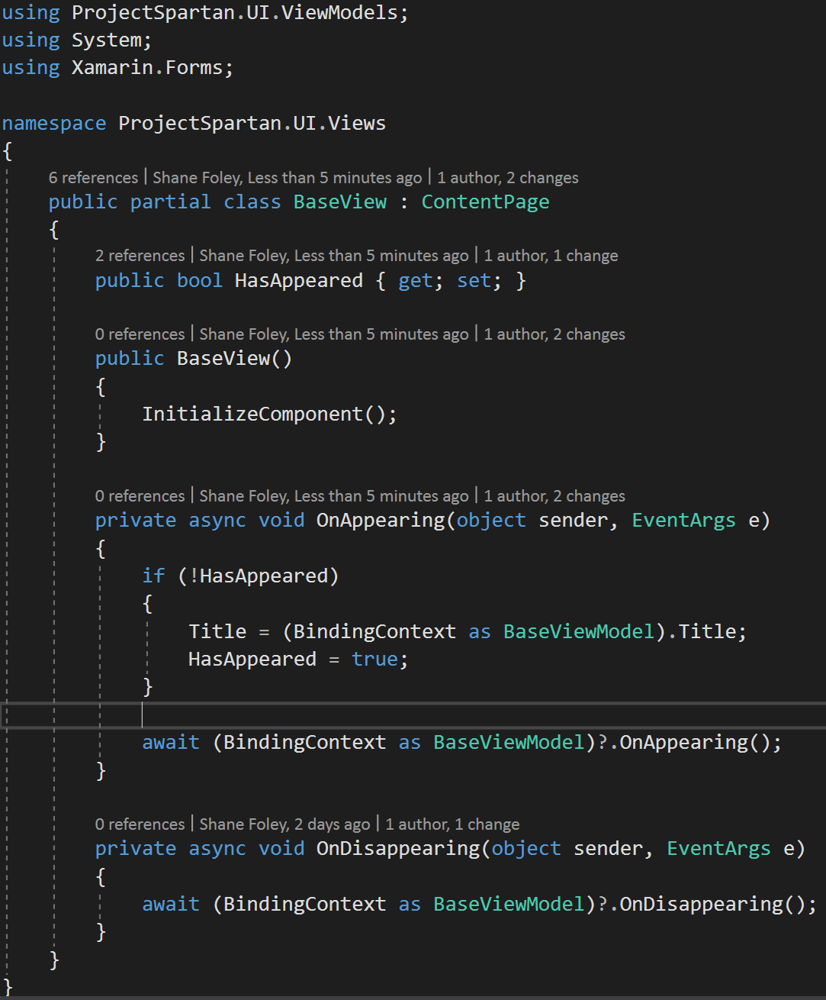 using ProjectSpartan.UI.ViewModels;
using System;
using Xamarin.Forms;
namespace ProjectSpartan.UI.Views
{
6 references | Shane Foley, Less than 5 minutes ago | 1 author, 2 changes
public partial class BaseView : ContentPage
{
2 references | Shane Foley, Less than 5 minutes ago | 1 author, 1 change
public bool HasAppeared { get; set; }
0 references | Shane Foley, Less than 5 minutes ago | 1 author, 2 changes
public BaseView()
{
InitializeComponent();
}
0 references | Shane Foley, Less than 5 minutes ago | 1 author, 2 changes
private async void OnAppearing(object sender, EventArgs e)
{
if (!HasAppeared)
{
Title = (BindingContext as BaseViewModel).Title;
HasAppeared = true;
}
await (BindingContext as BaseViewModel)?.OnAppearing();
}
0 references | Shane Foley, 2 days ago | 1 author, 1 change
private async void OnDisappearing(object sender, EventArgs e)
{
await (BindingContext as BaseViewModel)?.OnDisappearing();
}
}
}